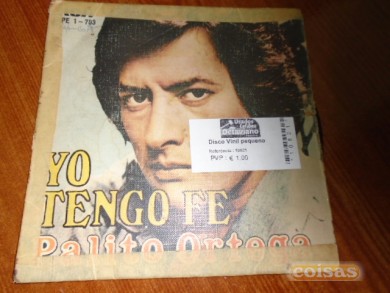 PE 1-703
Disco Vinil pequeno
PVP : € 1.00
YO
TENGO FE
Palito Ortega
coisas